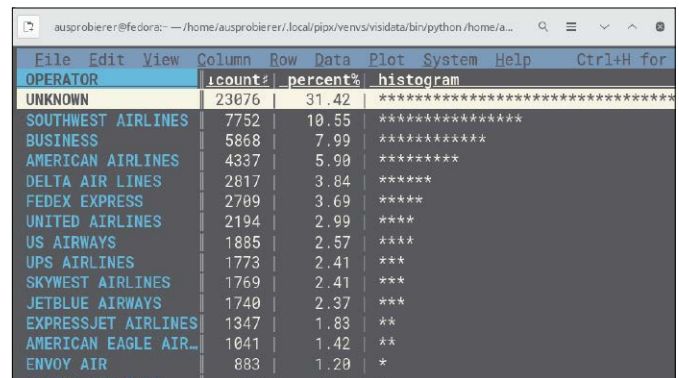 ausprobierer@fedora:~ — /home/ausprobierer/.local/pipx/venvs/visidata/bin/python /home/a...
File Edit View Column Row Data Plot System Help Ctrl+H for
OPERATOR ↓count♯ percent% histogram
UNKNOWN 23076 | 31.42 | **********************************
SOUTHWEST AIRLINES 7752 | 10.55 | ****************
BUSINESS 5868 | 7.99 | ************
AMERICAN AIRLINES 4337 | 5.90 | *********
DELTA AIR LINES 2817 | 3.84 | ******
FEDEX EXPRESS 2709 | 3.69 | *****
UNITED AIRLINES 2194 | 2.99 | ****
US AIRWAYS 1885 | 2.57 | ****
UPS AIRLINES 1773 | 2.41 | ***
SKYWEST AIRLINES 1769 | 2.41 | ***
JETBLUE AIRWAYS 1740 | 2.37 | ***
EXPRESSJET AIRLINES 1347 | 1.83 | **
AMERICAN EAGLE AIR… 1041 | 1.42 | **
ENVOY AIR 883 | 1.20 | *